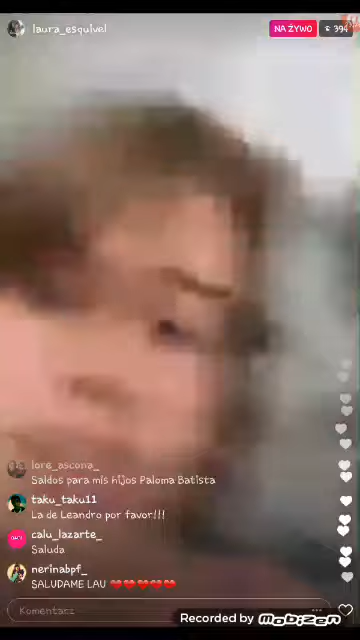 laura_esquivel
NA ŻYWO
394
lore_ascona_
Saldos para mis hijos Paloma Batista
taku_taku11
La de Leandro por favor!!!
calu_lazarte_
Saluda
nerinabpf_
SALUDAME LAU ❤❤❤❤❤
Komentarz
Recorded by Mobizen